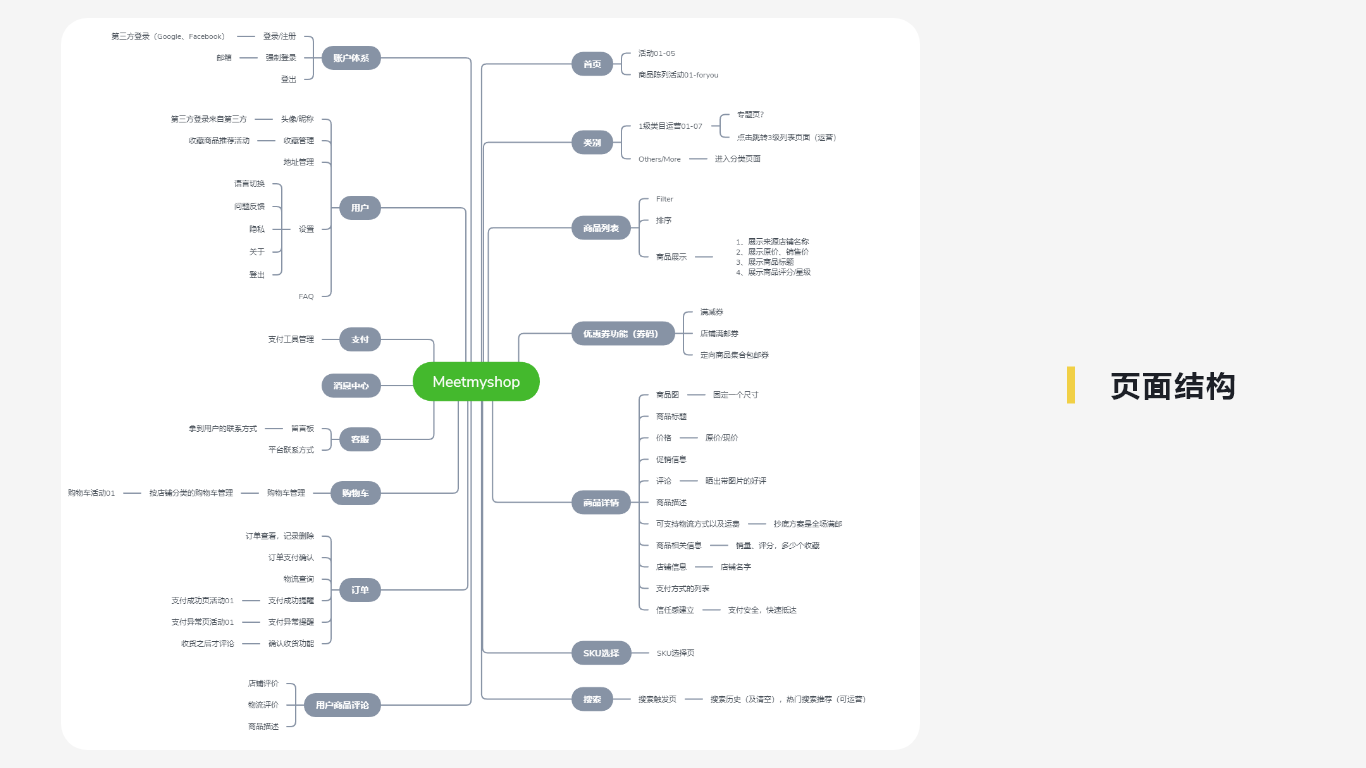 第三方登录（Google、Facebook）
登录/注册
邮箱
强制登录
登出
账户体系
第三方登录来自第三方
头像/昵称
收藏商品推荐活动
收藏管理
地址管理
语言切换
问题反馈
隐私
关于
登出
设置
FAQ
用户
支付工具管理
支付
消息中心
Meetmyshop
拿到用户的联系方式
留言板
平台联系方式
客服
购物车活动01
按店铺分类的购物车管理
购物车管理
购物车
订单查看，记录删除
订单支付确认
物流查询
支付成功页活动01
支付成功提醒
支付异常页活动01
支付异常提醒
收货之后才评论
确认收货功能
订单
店铺评价
物流评价
商品描述
用户商品评论
首页
活动01-05
商品陈列活动01-foryou
类别
1级类目运营01-07
专题页?
点击跳转3级列表页面（运营）
Others/More
进入分类页面
商品列表
Filter
排序
商品展示
1、展示来源店铺名称
2、展示原价、销售价
3、展示商品标题
4、展示商品评分/星级
优惠券功能（券码）
满减券
店铺满邮券
定向商品集合包邮券
商品详情
商品图
固定一个尺寸
商品标题
价格
原价/现价
促销信息
评论
晒出带图片的好评
商品描述
可支持物流方式以及运费
抄底方案是全场满邮
商品相关信息
销量、评分，多少个收藏
店铺信息
店铺名字
支付方式的列表
信任感建立
支付安全，快速抵达
SKU选择
SKU选择页
搜索
搜索触发页
搜索历史（及清空），热门搜索推荐（可运营）
页面结构